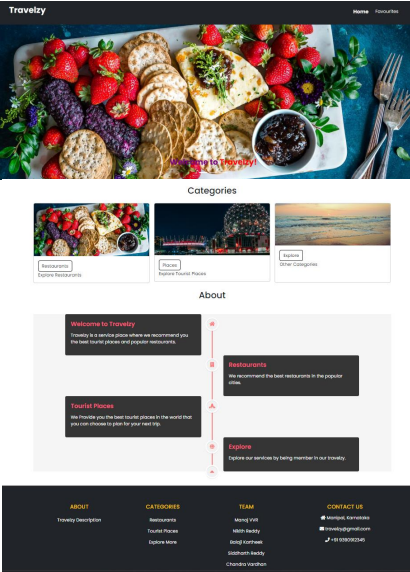 Travelzy
Home Favourites
Welcome to Travelzy!
Categories
Restaurants
Explore Restaurants
Places
Explore Tourist Places
Explore
Other Categories
About
Welcome to Travelzy
Travelzy is a service place where we recommend you
the best tourist places and popular restaurants.
Restaurants
We recommend the best restaurants in the popular
cities.
Tourist Places
We Provide you the best tourist places in the world that
you can choose to plan for your next trip.
Explore
Explore our services by being member in our travelzy.
ABOUT
Travelzy Description
CATEGORIES
Restaurants
Tourist Places
Explore More
TEAM
Manoj VVR
Nikith Reddy
Balaji Kartheek
Siddharth Reddy
Chandra Vardhan
CONTACT US
Manipal, Karnataka
travelzy@gmail.com
+91 9390912345